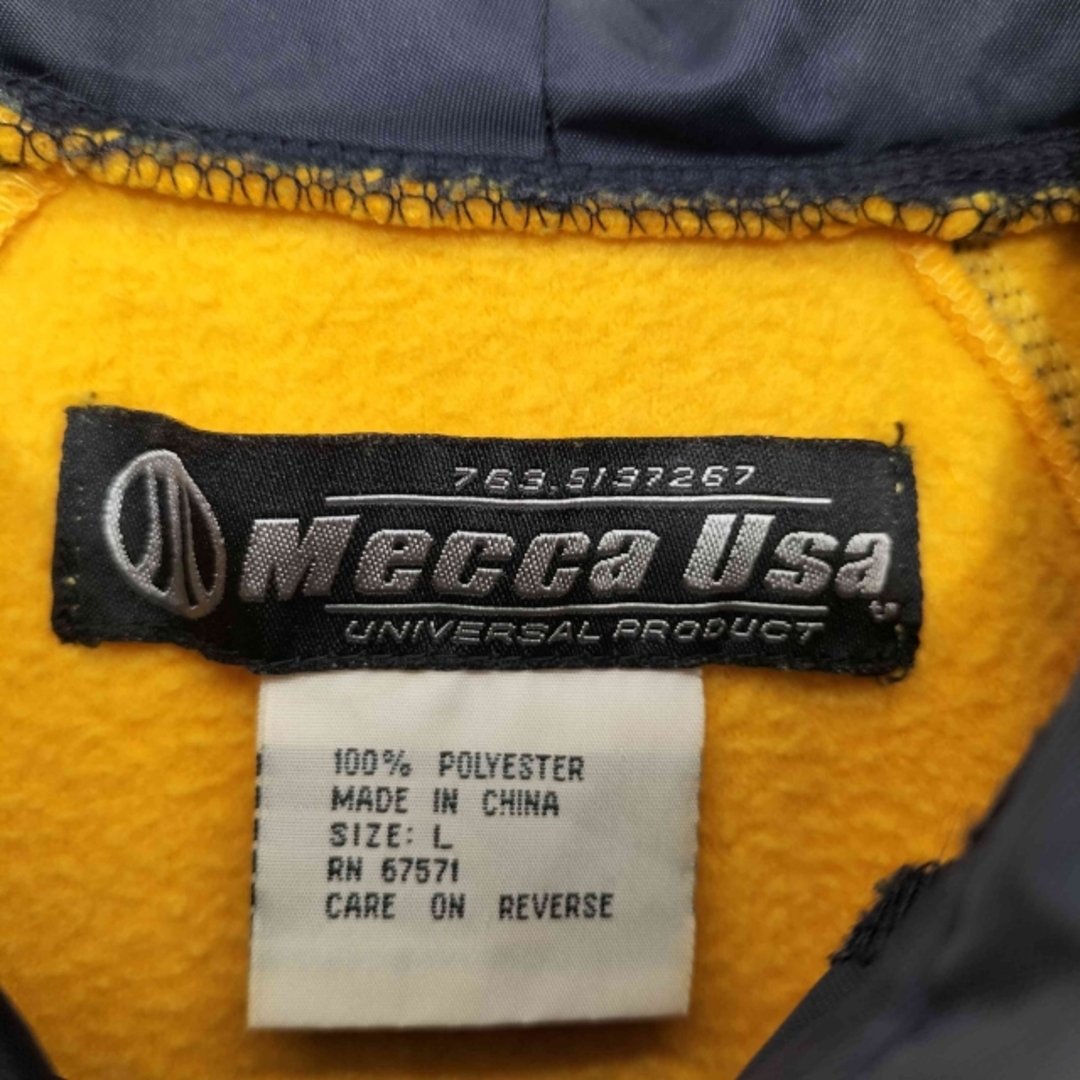 763.5137267
Mecca Usa
UNIVERSAL PRODUCT
100% POLYESTER
MADE IN CHINA
SIZE: L
RN 67571
CARE ON REVERSE